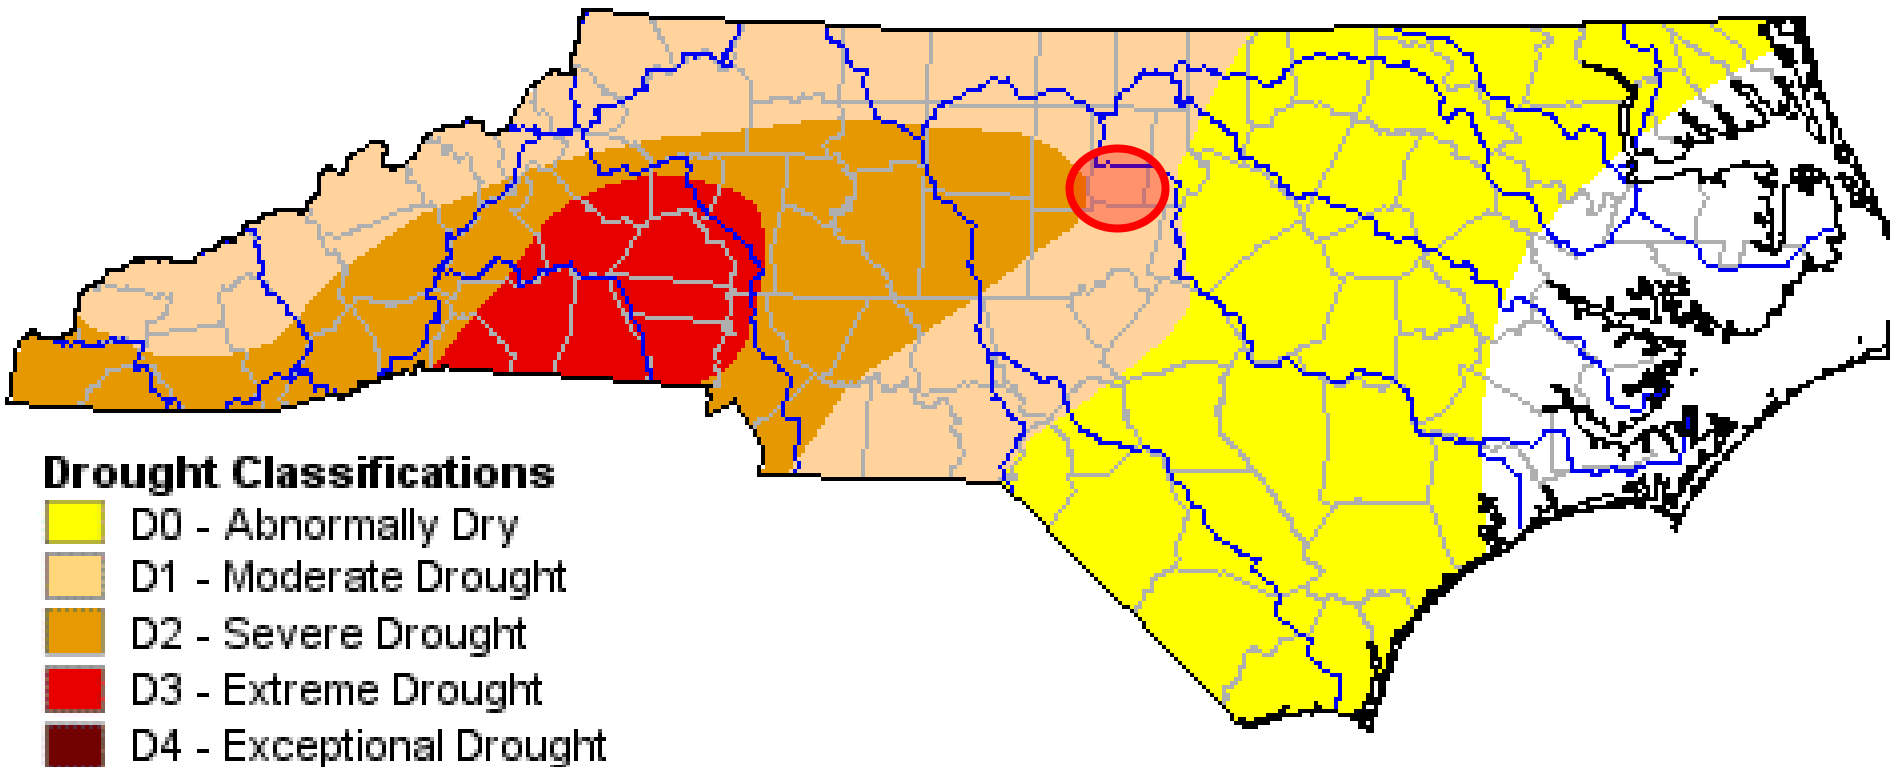 Drought Classifications
D0 - Abnormally Dry
D1 - Moderate Drought
D2 - Severe Drought
D3 - Extreme Drought
D4 - Exceptional Drought